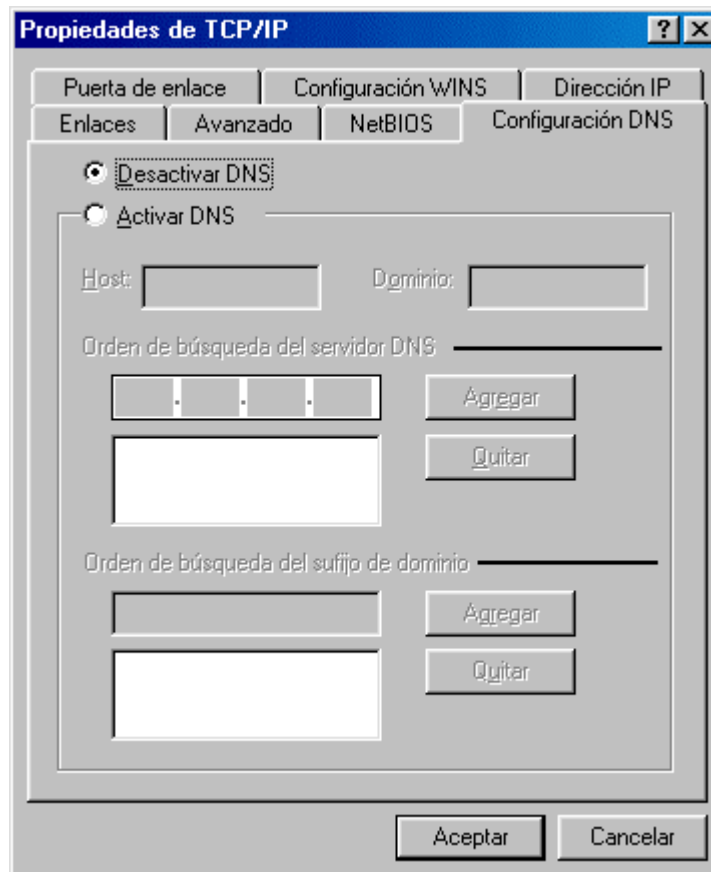 Propiedades de TCP/IP
Puerta de enlace
Configuración WINS
Dirección IP
Enlaces
Avanzado
NetBIOS
Configuración DNS
Desactivar DNS
Activar DNS
Host:
Dominio:
Orden de búsqueda del servidor DNS
Agregar
Quitar
Orden de búsqueda del sufijo de dominio
Agregar
Quitar
Aceptar
Cancelar